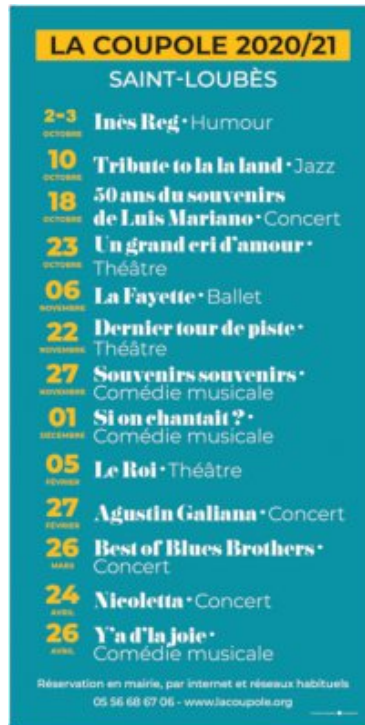 LA COUPOLE 2020/21
SAINT-LOUBÈS
2-3 OCTOBRE Inès Reg · Humour
10 OCTOBRE Tribute to la la land · Jazz
18 OCTOBRE 50 ans du souvenirs
de Luis Mariano · Concert
23 OCTOBRE Un grand cri d'amour ·
Théâtre
06 NOVEMBRE La Fayette · Ballet
22 NOVEMBRE Dernier tour de piste ·
Théâtre
27 NOVEMBRE Souvenirs souvenirs ·
Comédie musicale
01 DÉCEMBRE Si on chantait ? ·
Comédie musicale
05 FÉVRIER Le Roi · Théâtre
27 FÉVRIER Agustin Galiana · Concert
26 MARS Best of Blues Brothers ·
Concert
24 AVRIL Nicoletta · Concert
26 AVRIL Y'a d'la joie ·
Comédie musicale
Réservation en mairie, par internet et réseaux habituels
05 56 68 67 06 - www.lacoupole.org